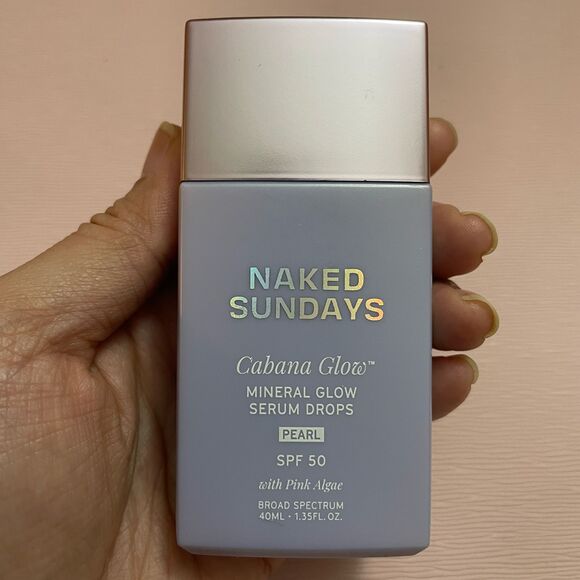 NAKED
SUNDAYS
Cabana Glow™
MINERAL GLOW
SERUM DROPS
PEARL
SPF 50
with Pink Algae
BROAD SPECTRUM
40ML • 1.35FL. OZ.